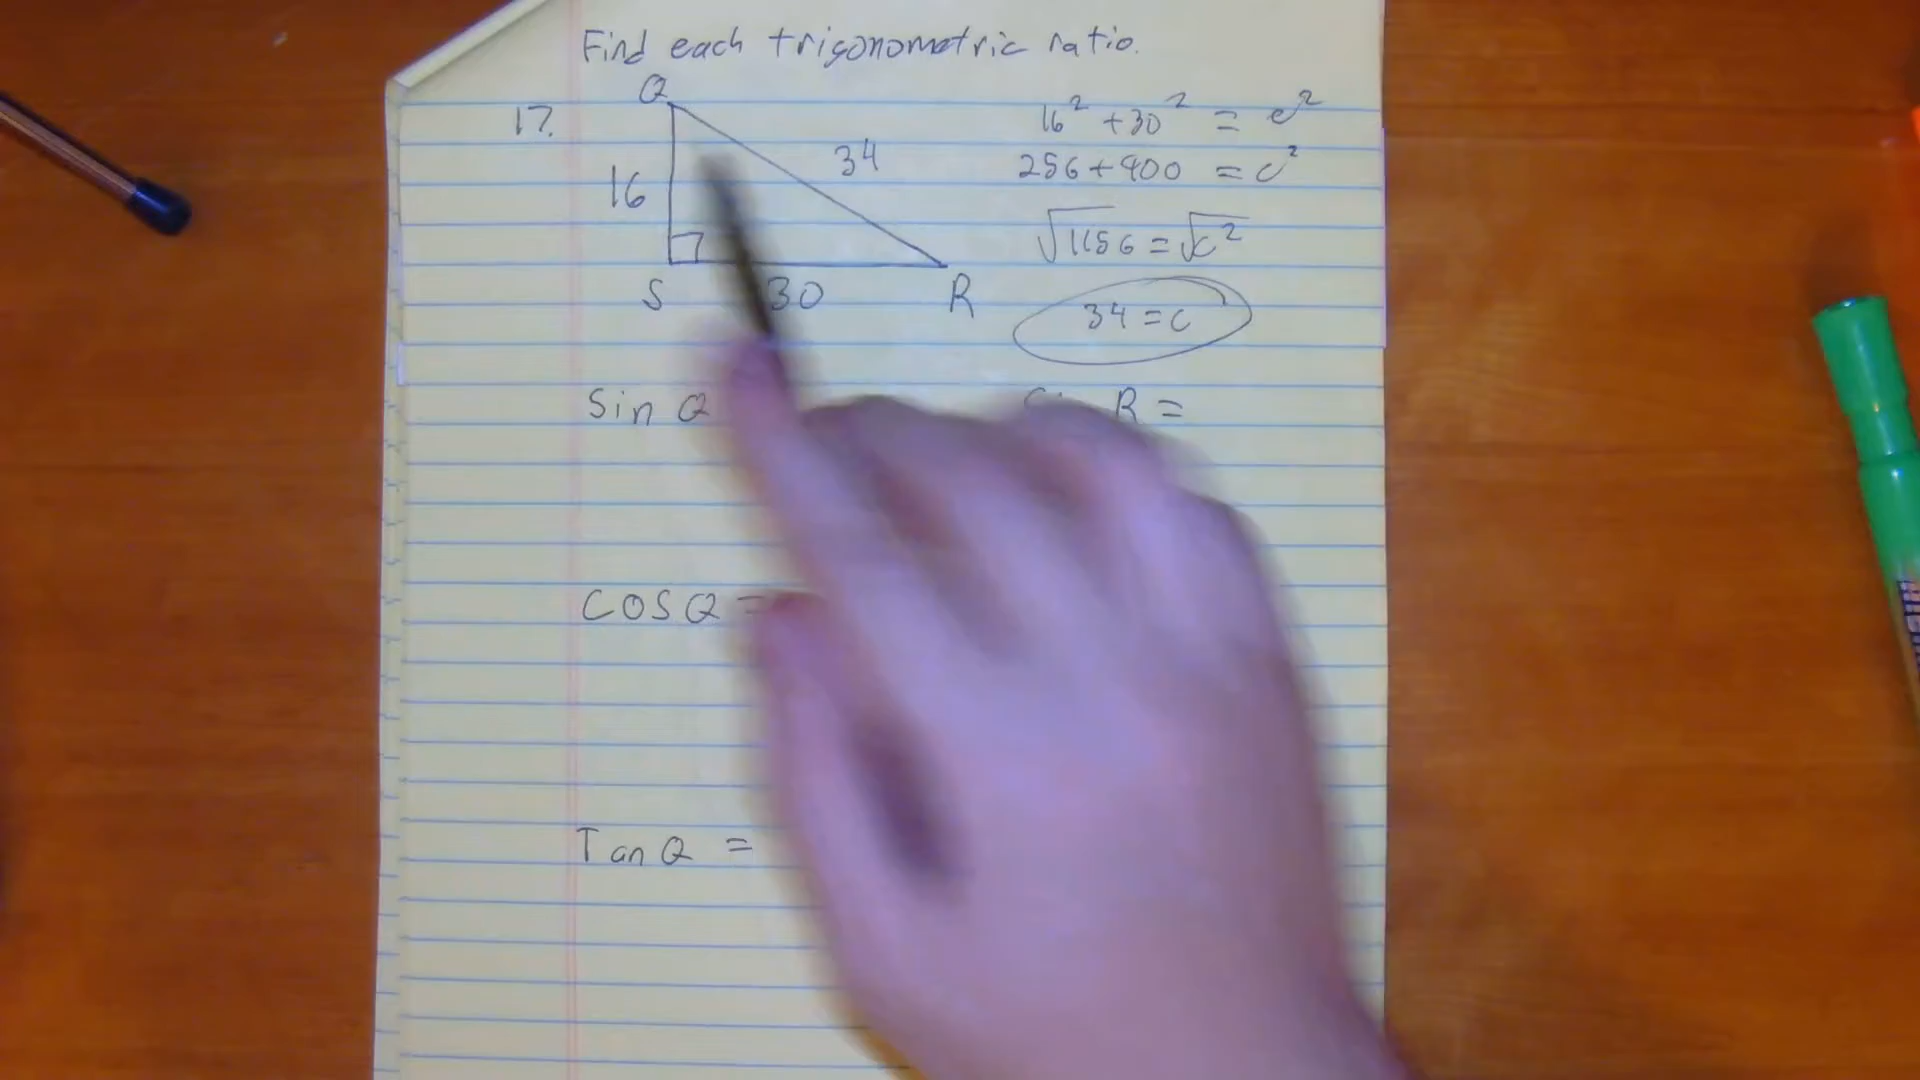 Find each trigonometric ratio.
17.
Q
16
34
S
30
R
16² + 30² = c²
256 + 900 = c²
√1156 = √c²
34 = c
Sin Q
R =
COS Q =
Tan Q =